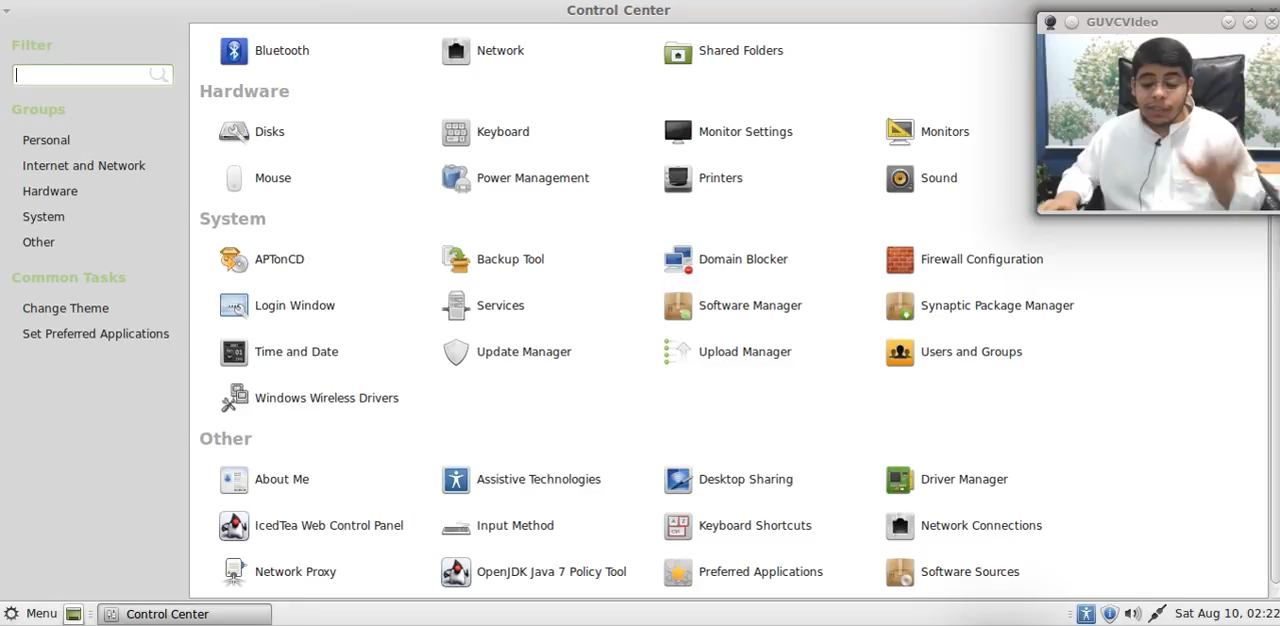 Control Center
GUVCVIdeo
Filter
Groups
Personal
Internet and Network
Hardware
System
Other
Common Tasks
Change Theme
Set Preferred Applications
Bluetooth
Network
Shared Folders
Hardware
Disks
Keyboard
Monitor Settings
Monitors
Mouse
Power Management
Printers
Sound
System
APTonCD
Backup Tool
Domain Blocker
Firewall Configuration
Login Window
Services
Software Manager
Synaptic Package Manager
Time and Date
Update Manager
Upload Manager
Users and Groups
Windows Wireless Drivers
Other
About Me
Assistive Technologies
Desktop Sharing
Driver Manager
IcedTea Web Control Panel
Input Method
Keyboard Shortcuts
Network Connections
Network Proxy
OpenJDK Java 7 Policy Tool
Preferred Applications
Software Sources
Menu
Control Center
Sat Aug 10, 02:22